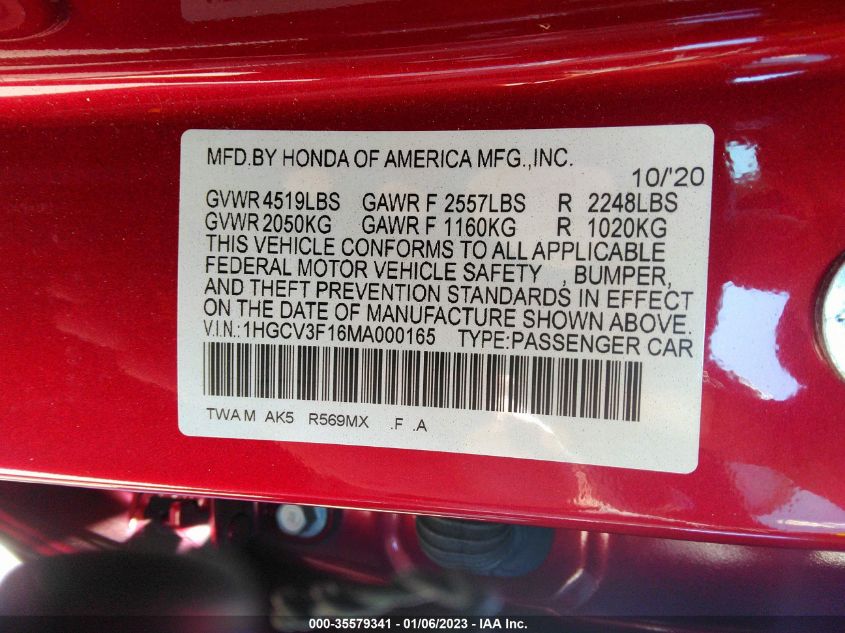 MFD.BY HONDA OF AMERICA MFG.,INC.
10/'20
GVWR 4519LBS GAWR F 2557LBS R 2248LBS
GVWR 2050KG GAWR F 1160KG R 1020KG
THIS VEHICLE CONFORMS TO ALL APPLICABLE
FEDERAL MOTOR VEHICLE SAFETY , BUMPER,
AND THEFT PREVENTION STANDARDS IN EFFECT
ON THE DATE OF MANUFACTURE SHOWN ABOVE.
V.I.N.:1HGCV3F16MA000165 TYPE:PASSENGER CAR
TWA M AK5 R569MX .F .A
000-35579341 - 01/06/2023 - IAA Inc.